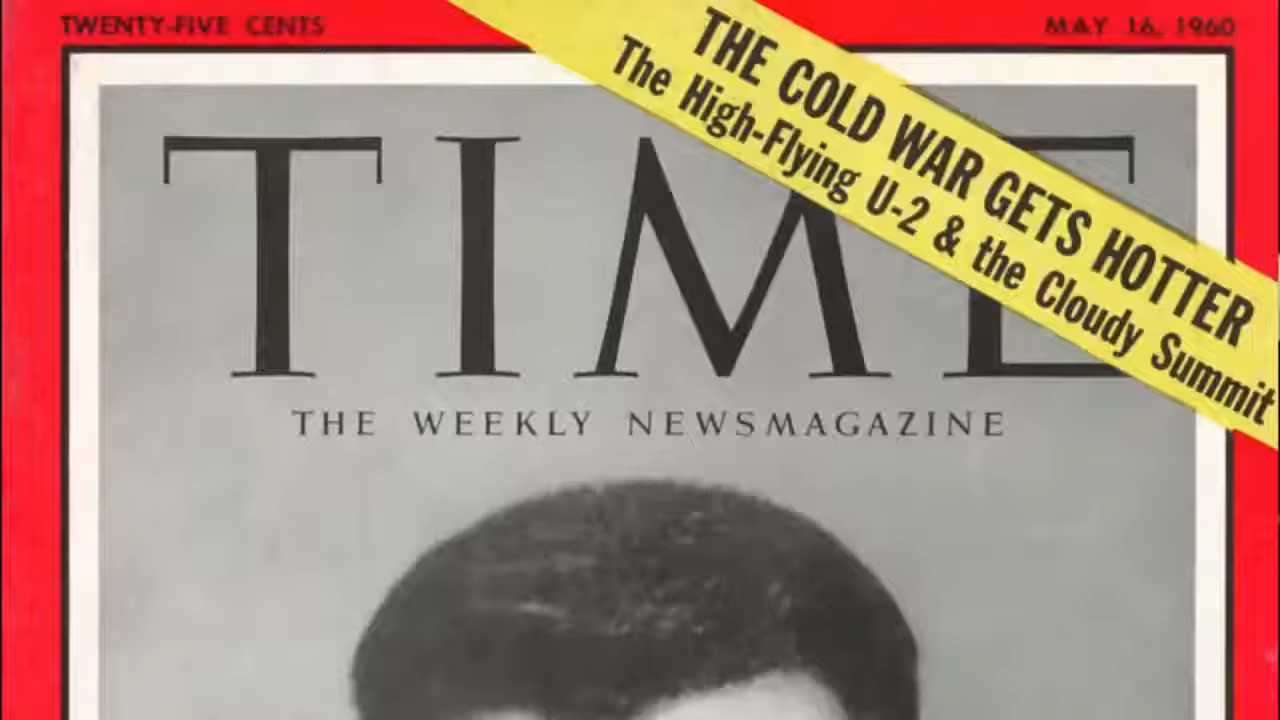 TWENTY-FIVE CENTS
MAY 16, 1960
THE COLD WAR GETS HOTTER
The High-Flying U-2 & the Cloudy Summit
TIME
THE WEEKLY NEWSMAGAZINE